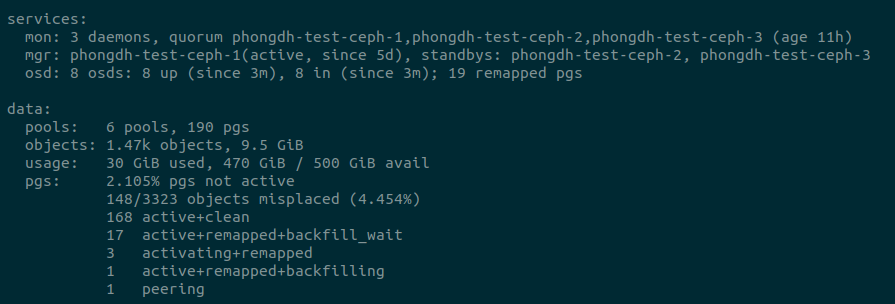 services:
mon: 3 daemons, quorum phongdh-test-ceph-1,phongdh-test-ceph-2,phongdh-test-ceph-3 (age 11h)
mgr: phongdh-test-ceph-1(active, since 5d), standbys: phongdh-test-ceph-2, phongdh-test-ceph-3
osd: 8 osds: 8 up (since 3m), 8 in (since 3m); 19 remapped pgs
data:
pools:   6 pools, 190 pgs
objects: 1.47k objects, 9.5 GiB
usage:   30 GiB used, 470 GiB / 500 GiB avail
pgs:     2.105% pgs not active
148/3323 objects misplaced (4.454%)
168 active+clean
17  active+remapped+backfill_wait
3   activating+remapped
1   active+remapped+backfilling
1   peering